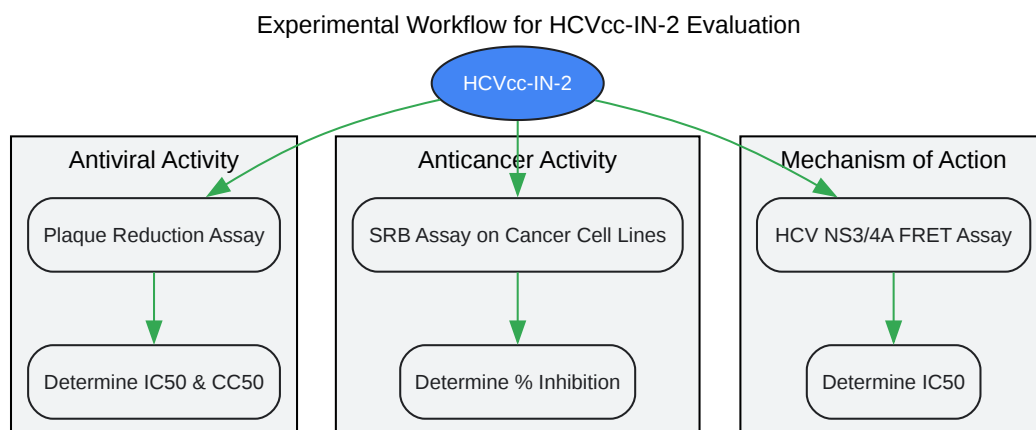 Experimental Workflow for HCVcc-IN-2 Evaluation
HCVcc-IN-2
Antiviral Activity
Plaque Reduction Assay
Determine IC50 & CC50
Anticancer Activity
SRB Assay on Cancer Cell Lines
Determine % Inhibition
Mechanism of Action
HCV NS3/4A FRET Assay
Determine IC50